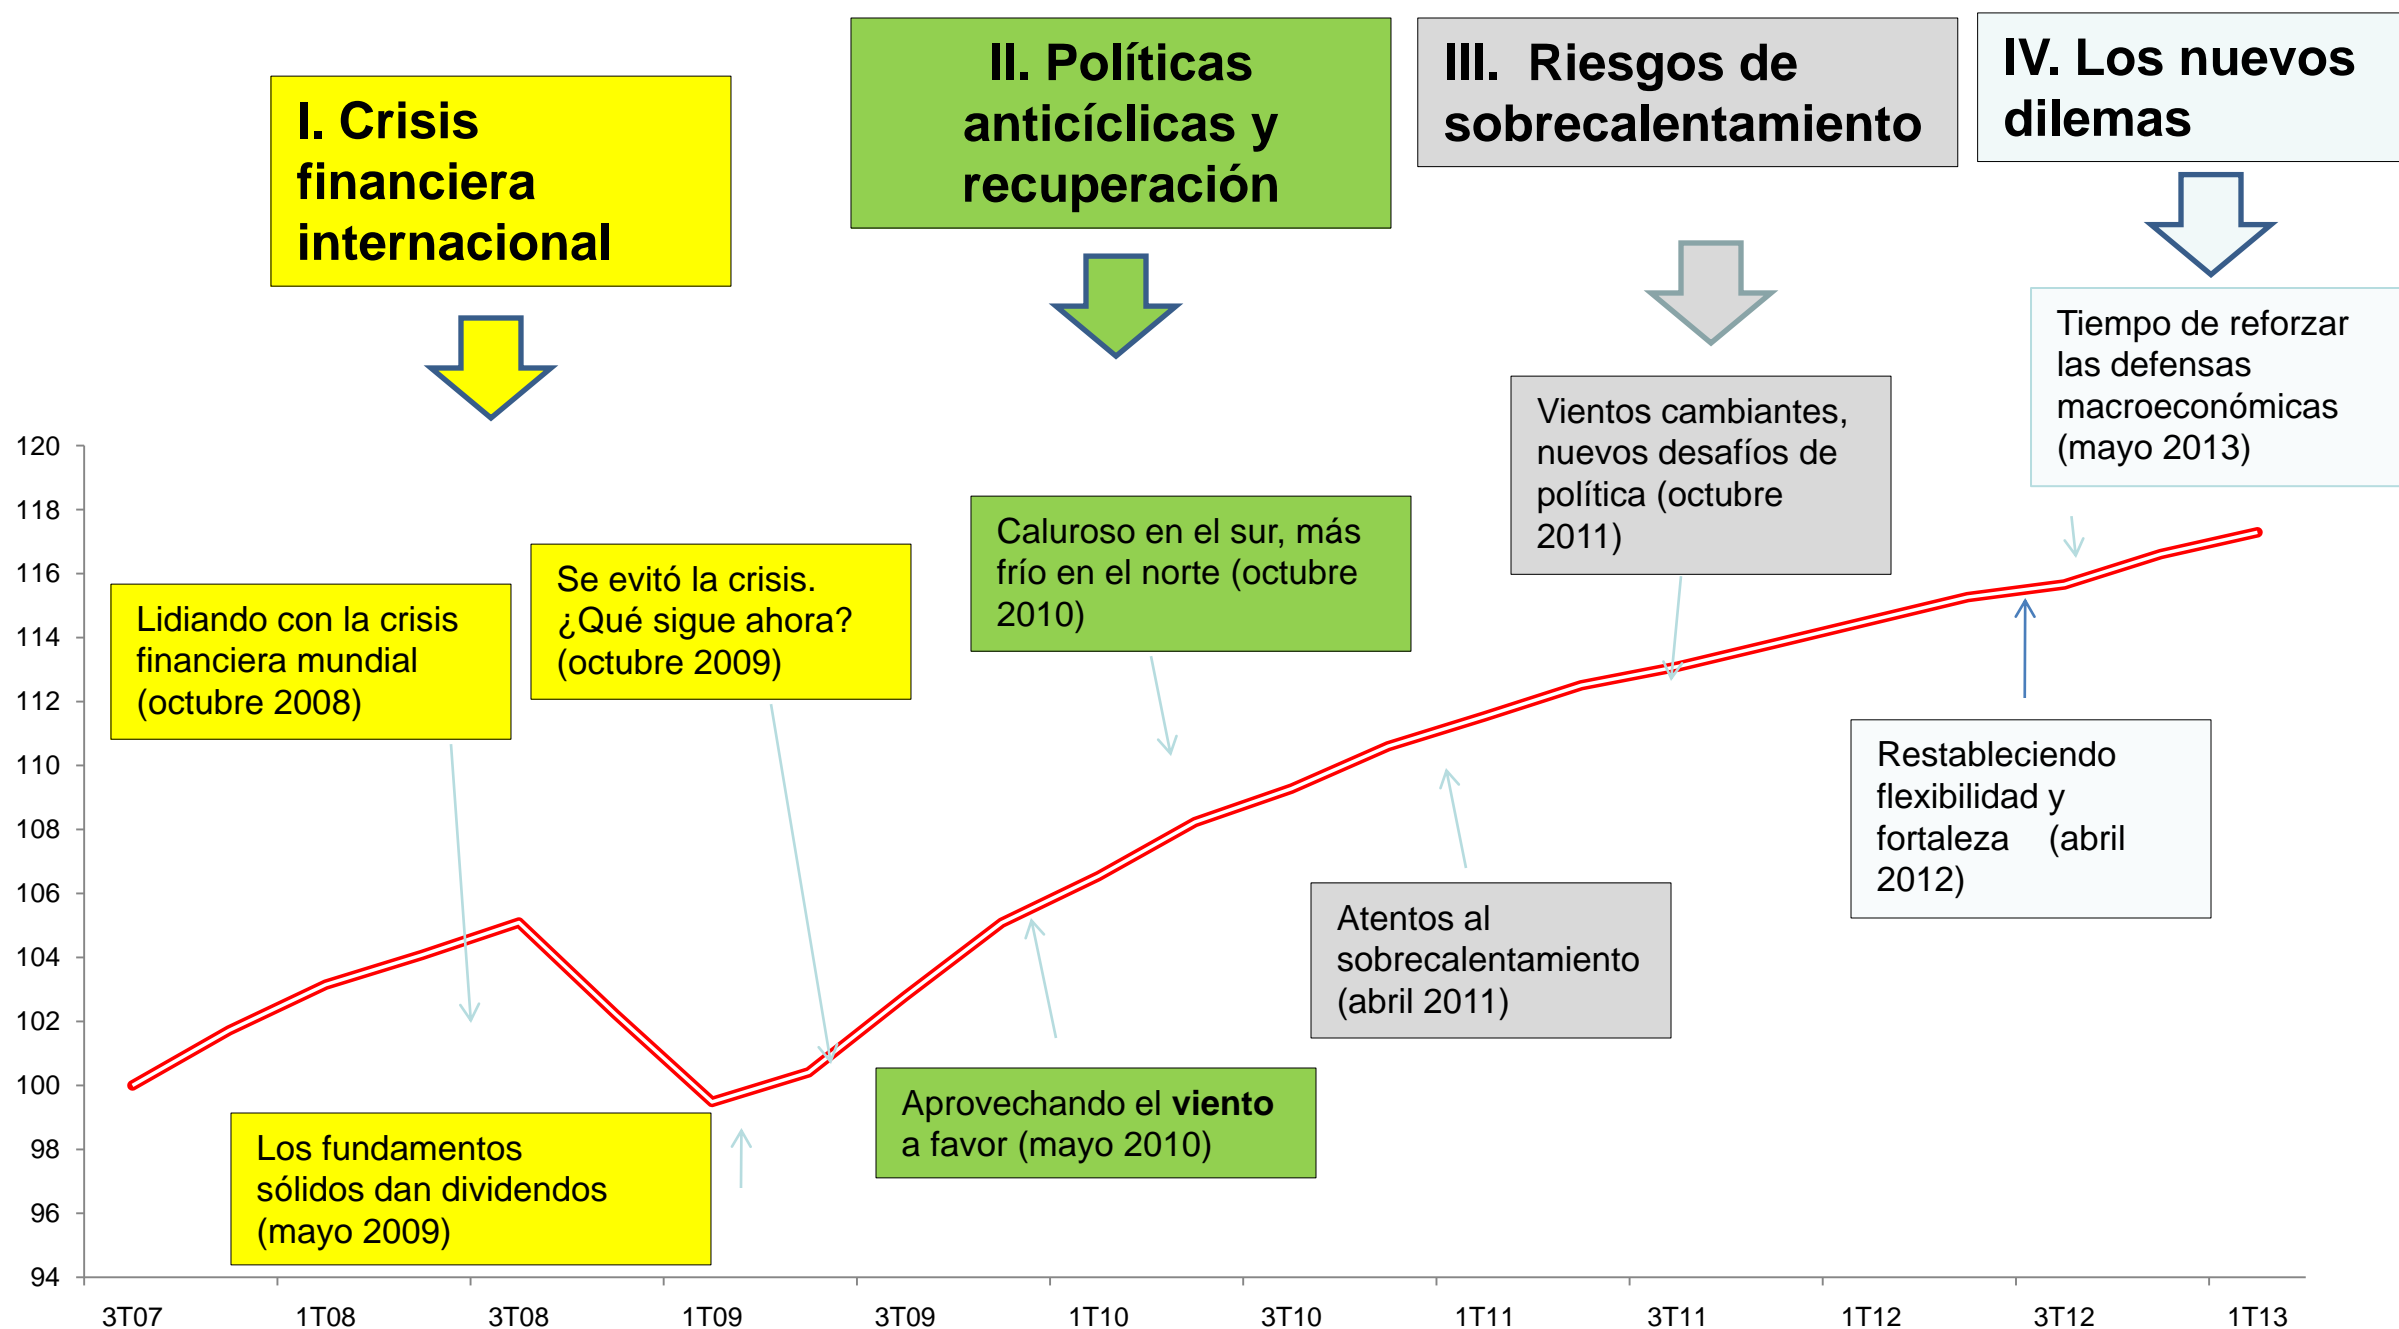 I. Crisis
financiera
internacional
II. Políticas
anticíclicas y
recuperación
III. Riesgos de
sobrecalentamiento
IV. Los nuevos
dilemas
Tiempo de reforzar
las defensas
macroeconómicas
(mayo 2013)
Vientos cambiantes,
nuevos desafíos de
política (octubre
2011)
Caluroso en el sur, más
frío en el norte (octubre
2010)
Se evitó la crisis.
¿Qué sigue ahora?
(octubre 2009)
Lidiando con la crisis
financiera mundial
(octubre 2008)
Restableciendo
flexibilidad y
fortaleza (abril
2012)
Atentos al
sobrecalentamiento
(abril 2011)
Aprovechando el viento
a favor (mayo 2010)
Los fundamentos
sólidos dan dividendos
(mayo 2009)
120
118
116
114
112
110
108
106
104
102
100
98
96
94
3T07 1T08 3T08 1T09 3T09 1T10 3T10 1T11 3T11 1T12 3T12 1T13